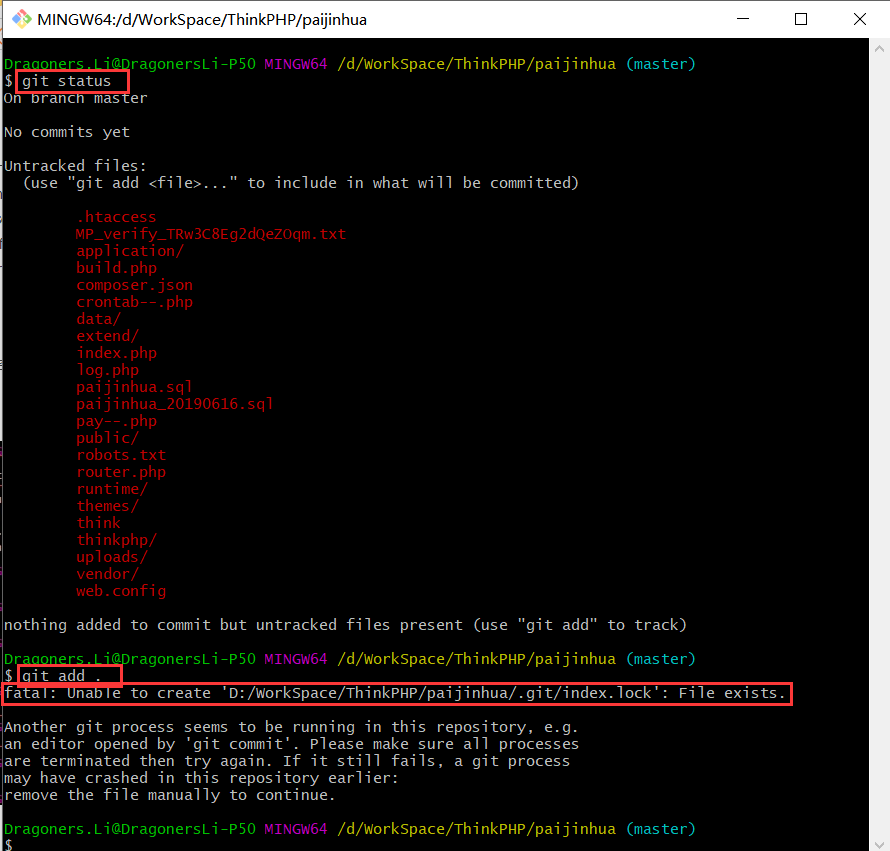 MINGW64:/d/WorkSpace/ThinkPHP/paijinhua
Dragoners.Li@DragonersLi-P50 MINGW64 /d/WorkSpace/ThinkPHP/paijinhua (master)
$ git status
On branch master
No commits yet
Untracked files:
(use "git add <file>..." to include in what will be committed)
.htaccess
MP_verify_TRw3C8Eg2dQeZOqm.txt
application/
build.php
composer.json
crontab--.php
data/
extend/
index.php
log.php
paijinhua.sql
paijinhua_20190616.sql
pay--.php
public/
robots.txt
router.php
runtime/
themes/
think
thinkphp/
uploads/
vendor/
web.config
nothing added to commit but untracked files present (use "git add" to track)
Dragoners.Li@DragonersLi-P50 MINGW64 /d/WorkSpace/ThinkPHP/paijinhua (master)
$ git add .
fatal: Unable to create 'D:/WorkSpace/ThinkPHP/paijinhua/.git/index.lock': File exists.
Another git process seems to be running in this repository, e.g.
an editor opened by 'git commit'. Please make sure all processes
are terminated then try again. If it still fails, a git process
may have crashed in this repository earlier:
remove the file manually to continue.
Dragoners.Li@DragonersLi-P50 MINGW64 /d/WorkSpace/ThinkPHP/paijinhua (master)
$